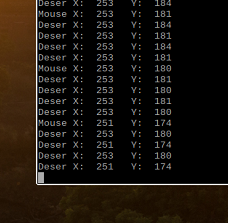 Deser X:  253   Y:  184
Mouse X:  253   Y:  181
Deser X:  253   Y:  184
Deser X:  253   Y:  181
Deser X:  253   Y:  184
Deser X:  253   Y:  181
Mouse X:  253   Y:  180
Deser X:  253   Y:  181
Deser X:  253   Y:  180
Deser X:  253   Y:  181
Deser X:  253   Y:  180
Mouse X:  251   Y:  174
Deser X:  253   Y:  180
Deser X:  251   Y:  174
Deser X:  253   Y:  180
Deser X:  251   Y:  174